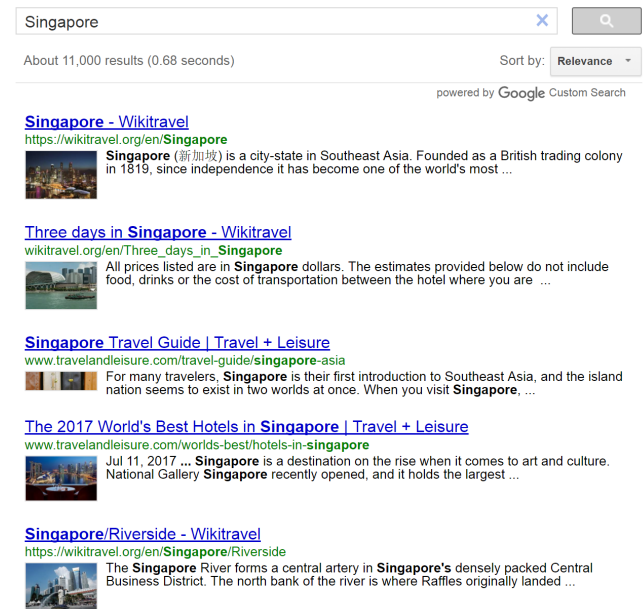 Singapore
About 11,000 results (0.68 seconds)
Sort by: Relevance
powered by Google Custom Search
Singapore - Wikitravel
https://wikitravel.org/en/Singapore
Singapore (新加坡) is a city-state in Southeast Asia. Founded as a British trading colony
in 1819, since independence it has become one of the world's most ...
Three days in Singapore - Wikitravel
wikitravel.org/en/Three_days_in_Singapore
All prices listed are in Singapore dollars. The estimates provided below do not include
food, drinks or the cost of transportation between the hotel where you are ...
Singapore Travel Guide | Travel + Leisure
www.travelandleisure.com/travel-guide/singapore-asia
For many travelers, Singapore is their first introduction to Southeast Asia, and the island
nation seems to exist in two worlds at once. When you visit Singapore, ...
The 2017 World's Best Hotels in Singapore | Travel + Leisure
www.travelandleisure.com/worlds-best/hotels-in-singapore
Jul 11, 2017 ... Singapore is a destination on the rise when it comes to art and culture.
National Gallery Singapore recently opened, and it holds the largest ...
Singapore/Riverside - Wikitravel
https://wikitravel.org/en/Singapore/Riverside
The Singapore River forms a central artery in Singapore's densely packed Central
Business District. The north bank of the river is where Raffles originally landed ...